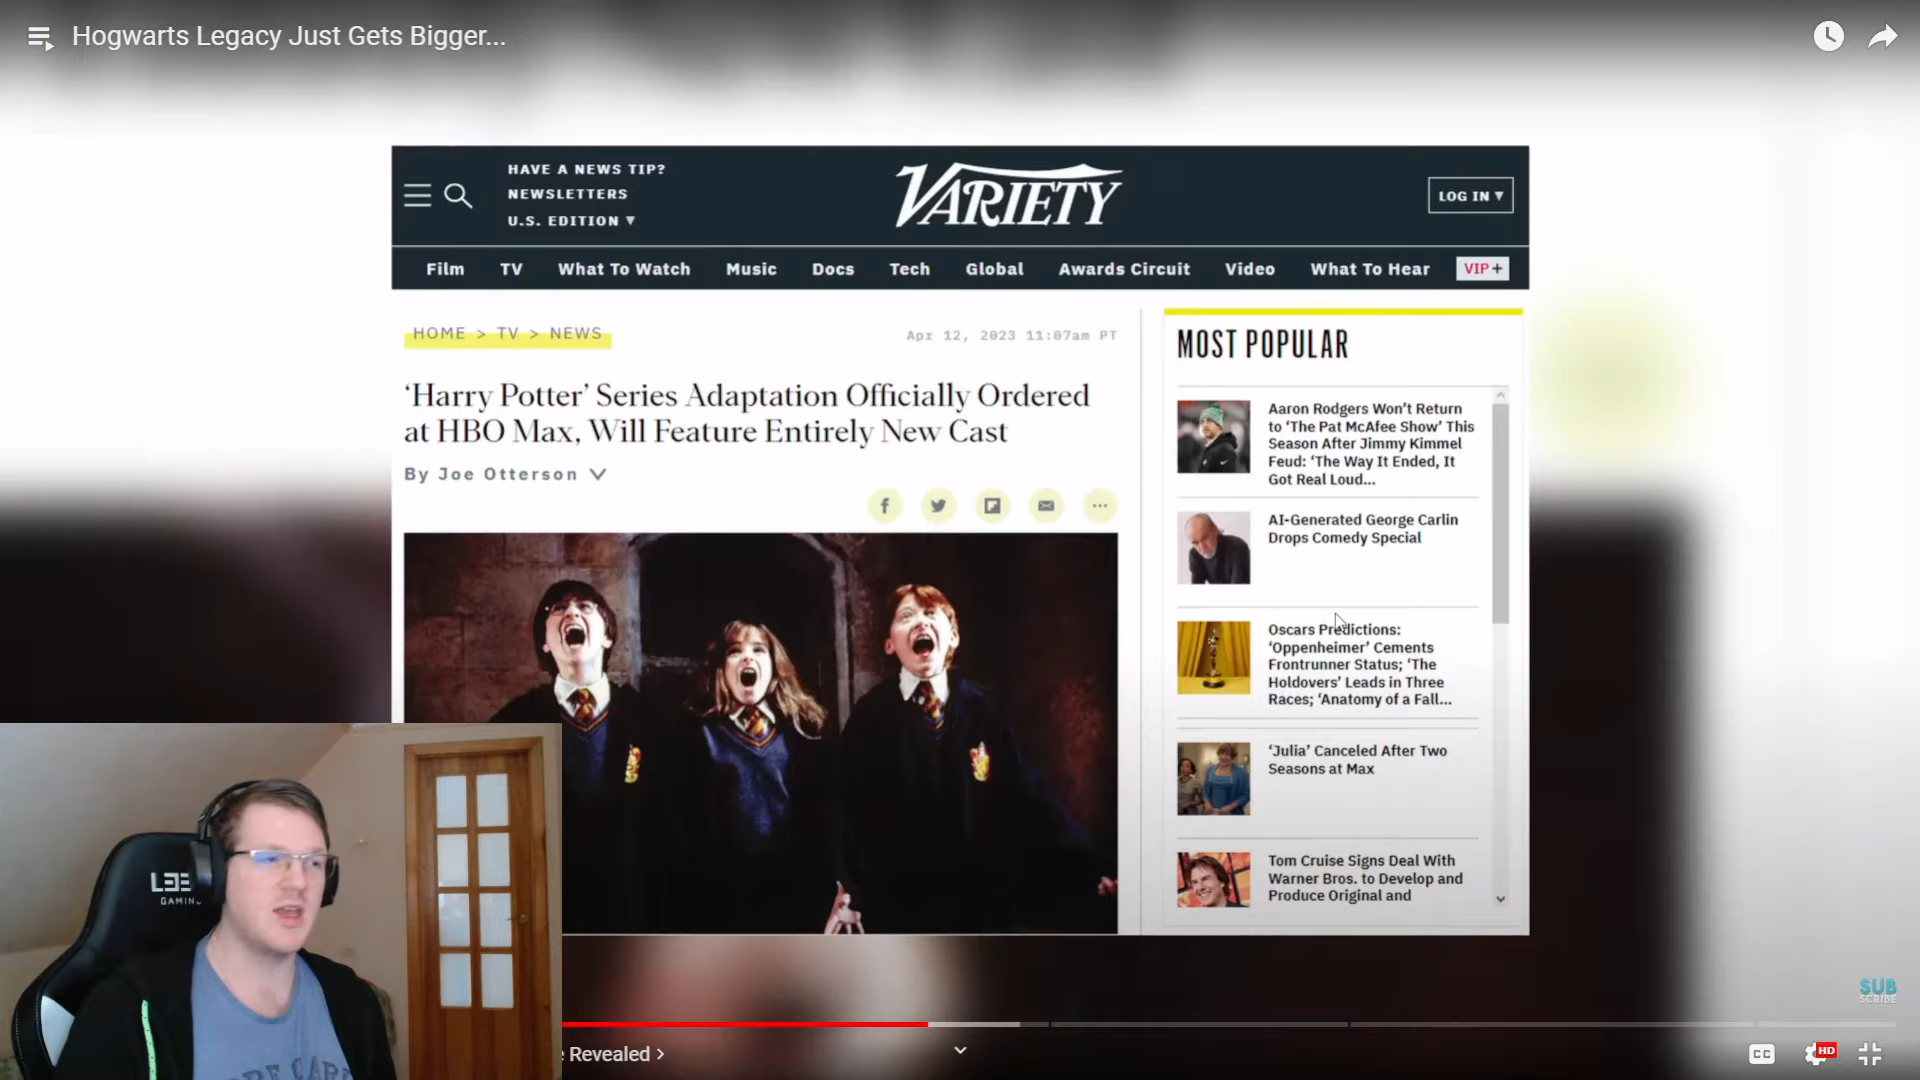 Hogwarts Legacy Just Gets Bigger...
HAVE A NEWS TIP?
NEWSLETTERS
U.S. EDITION ▼
VARIETY
LOG IN ▼
Film TV What To Watch Music Docs Tech Global Awards Circuit Video What To Hear VIP+
HOME > TV > NEWS
Apr 12, 2023 11:07am PT
‘Harry Potter’ Series Adaptation Officially Ordered
at HBO Max, Will Feature Entirely New Cast
By Joe Otterson
MOST POPULAR
Aaron Rodgers Won’t Return
to ‘The Pat McAfee Show’ This
Season After Jimmy Kimmel
Feud: ‘The Way It Ended, It
Got Real Loud...
AI-Generated George Carlin
Drops Comedy Special
Oscars Predictions:
‘Oppenheimer’ Cements
Frontrunner Status; ‘The
Holdovers’ Leads in Three
Races; ‘Anatomy of a Fall...
‘Julia’ Canceled After Two
Seasons at Max
Tom Cruise Signs Deal With
Warner Bros. to Develop and
Produce Original and
GAMING
SUB
SCRIBE
Revealed >
CC
HD